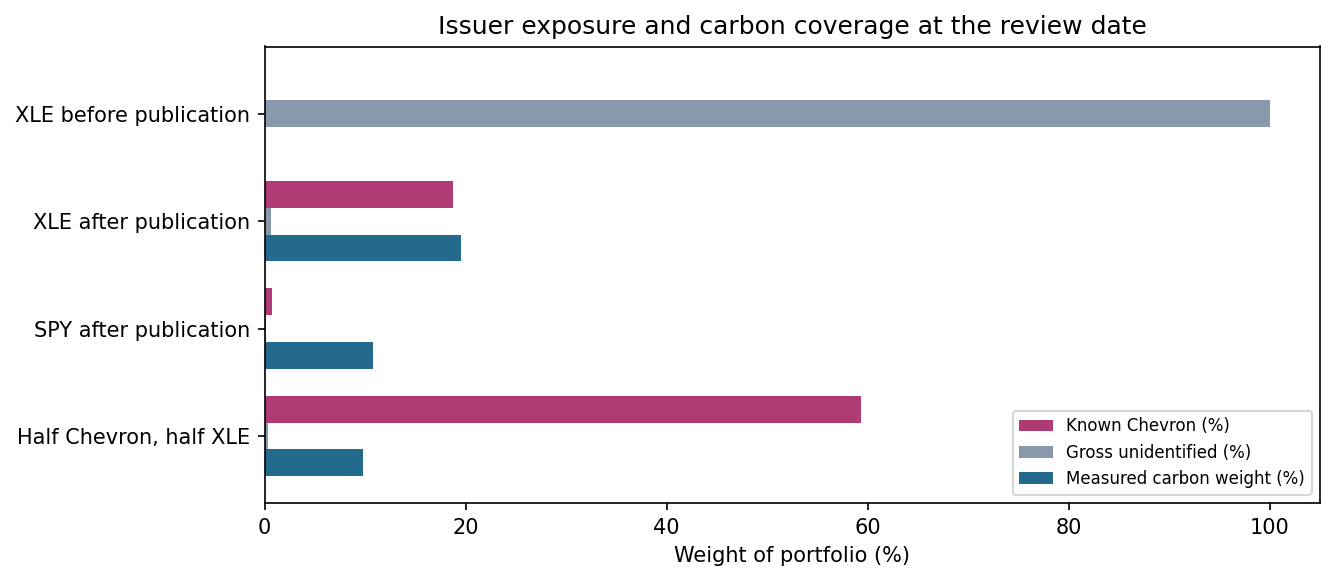 Issuer exposure and carbon coverage at the review date
XLE before publication
XLE after publication
SPY after publication
Half Chevron, half XLE
Known Chevron (%)
Gross unidentified (%)
Measured carbon weight (%)
0 20 40 60 80 100
Weight of portfolio (%)